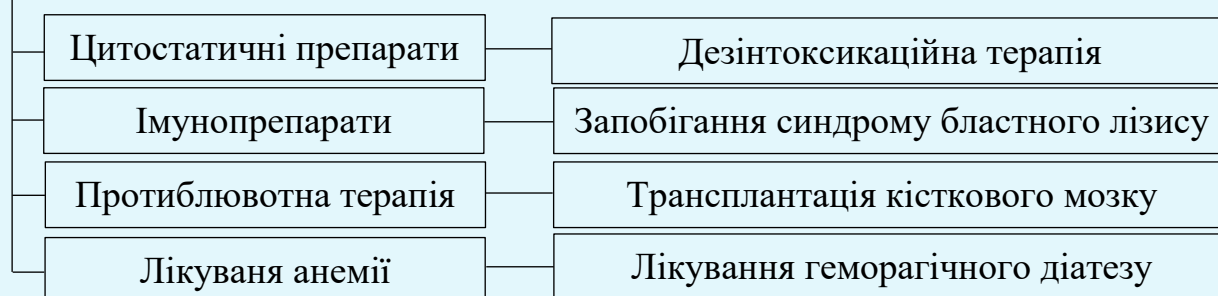 Цитостатичні препарати
Дезінтоксикаційна терапія
Імунопрепарати
Запобігання синдрому бластного лізису
Протиблювотна терапія
Трансплантація кісткового мозку
Лікуваня анемії
Лікування геморагічного діатезу